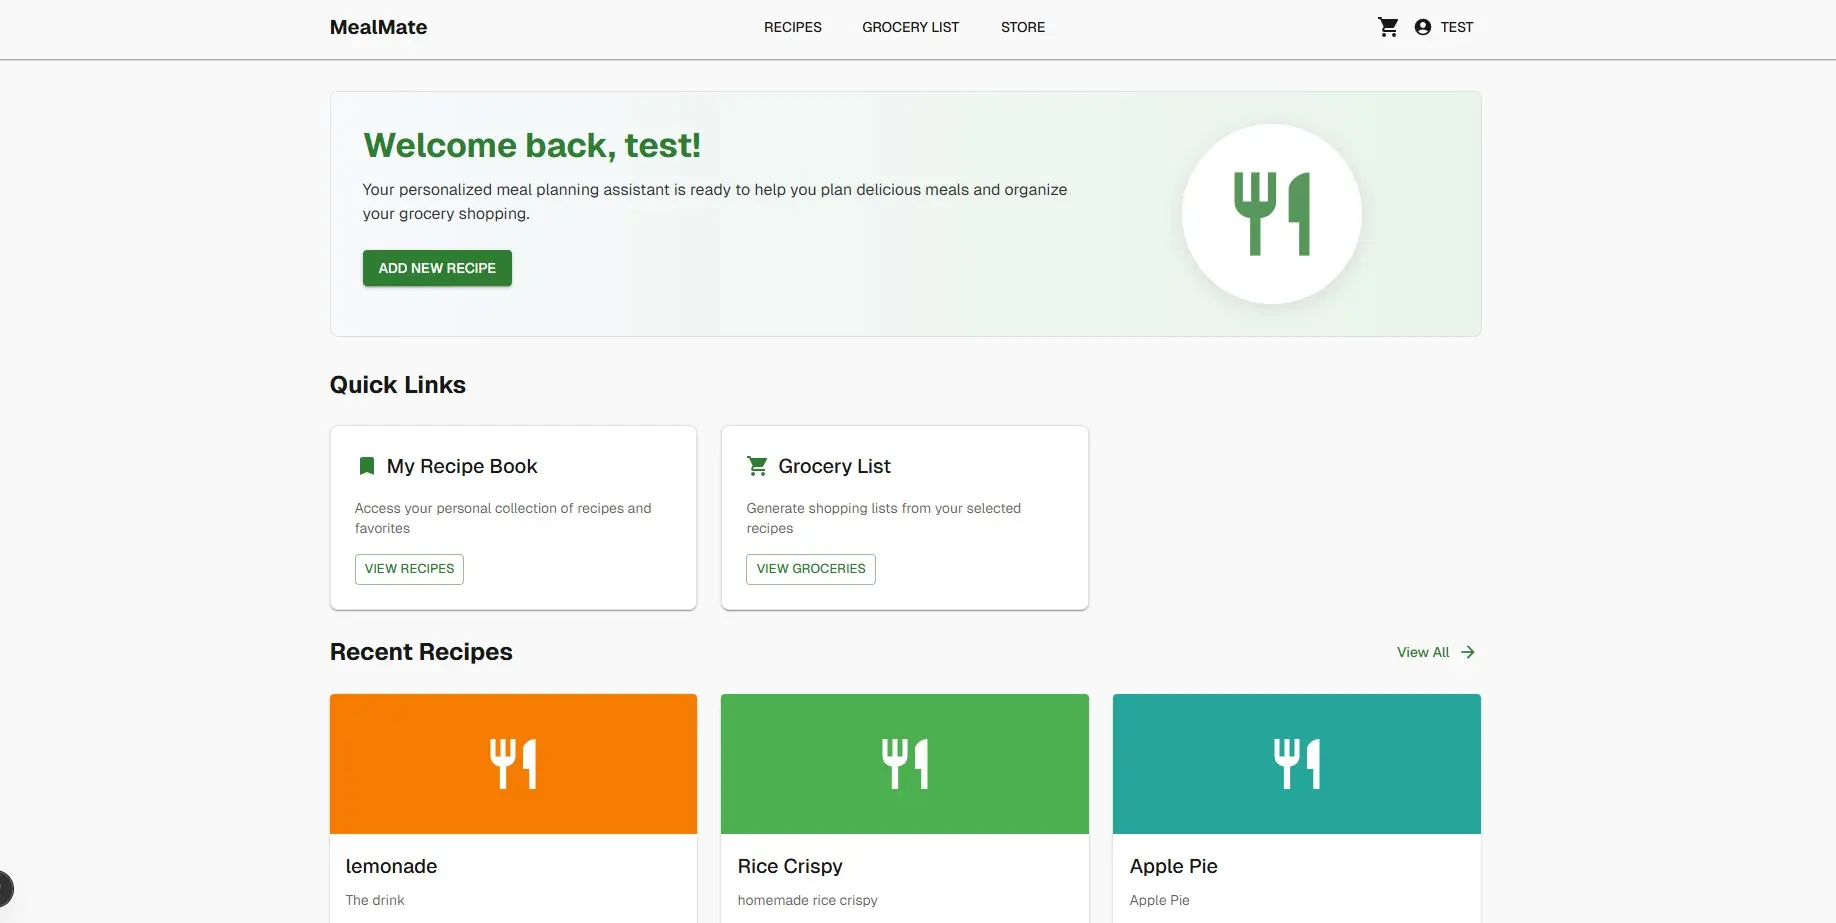 MealMate
RECIPES
GROCERY LIST
STORE
TEST
Welcome back, test!
Your personalized meal planning assistant is ready to help you plan delicious meals and organize
your grocery shopping.
ADD NEW RECIPE
Quick Links
My Recipe Book
Access your personal collection of recipes and
favorites
VIEW RECIPES
Grocery List
Generate shopping lists from your selected
recipes
VIEW GROCERIES
Recent Recipes
View All
lemonade
The drink
Rice Crispy
homemade rice crispy
Apple Pie
Apple Pie